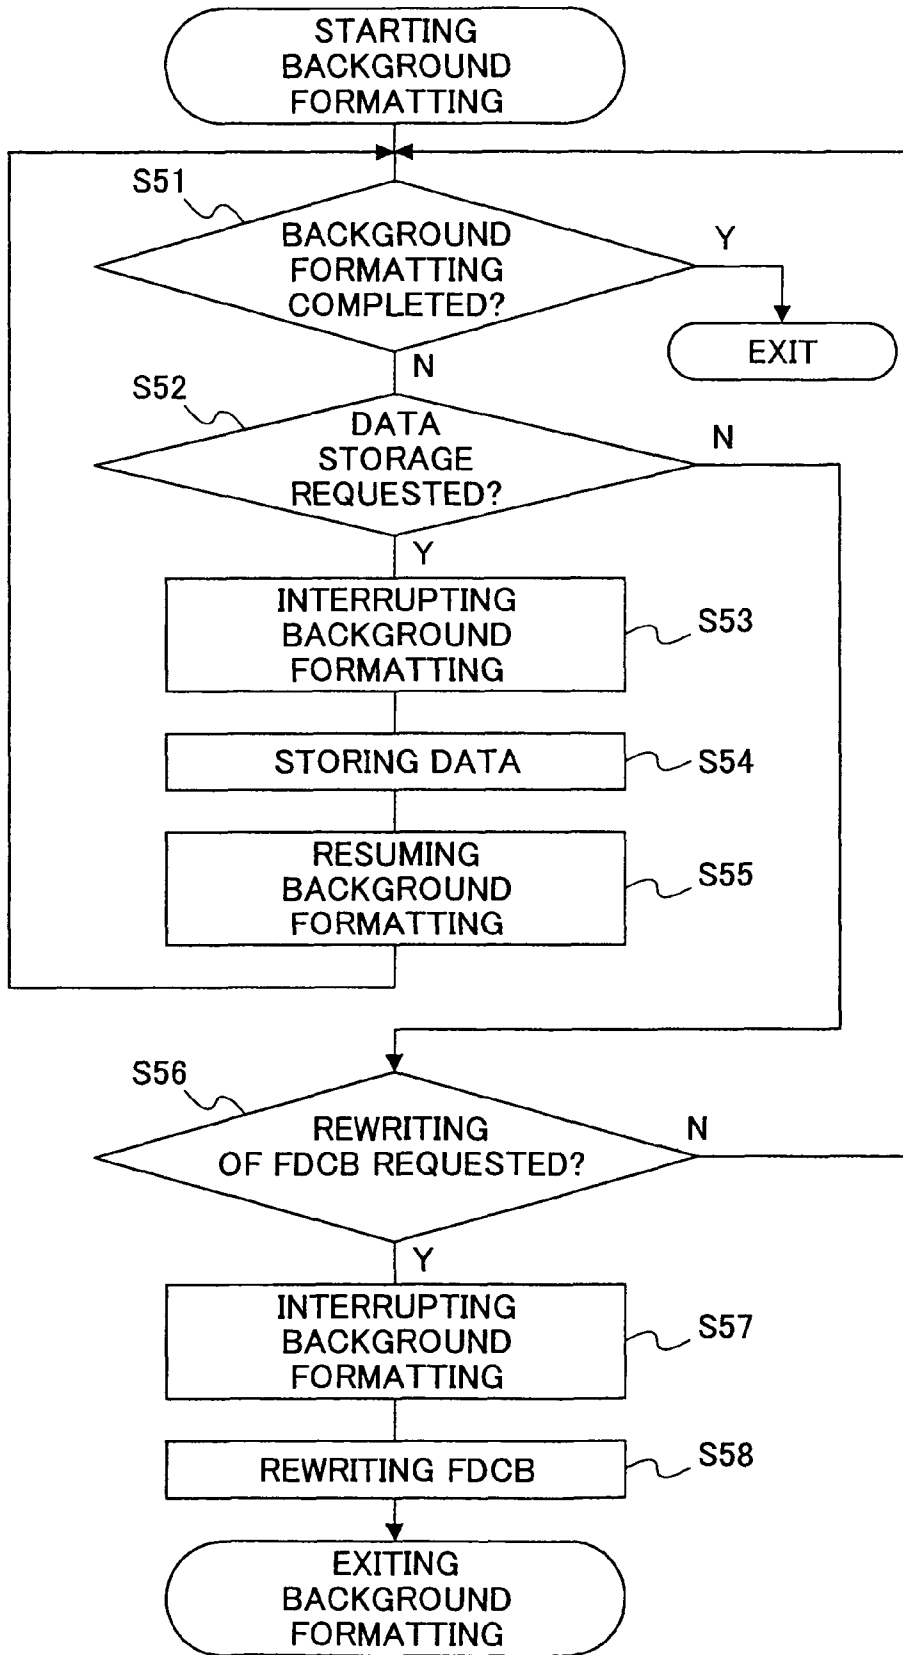 STARTING
BACKGROUND
FORMATTING
S51
BACKGROUND
FORMATTING
COMPLETED?
Y
EXIT
N
S52
DATA
STORAGE
REQUESTED?
N
Y
INTERRUPTING
BACKGROUND
FORMATTING
S53
STORING DATA
S54
RESUMING
BACKGROUND
FORMATTING
S55
S56
REWRITING
OF FDCB REQUESTED?
N
Y
INTERRUPTING
BACKGROUND
FORMATTING
S57
REWRITING FDCB
S58
EXITING
BACKGROUND
FORMATTING